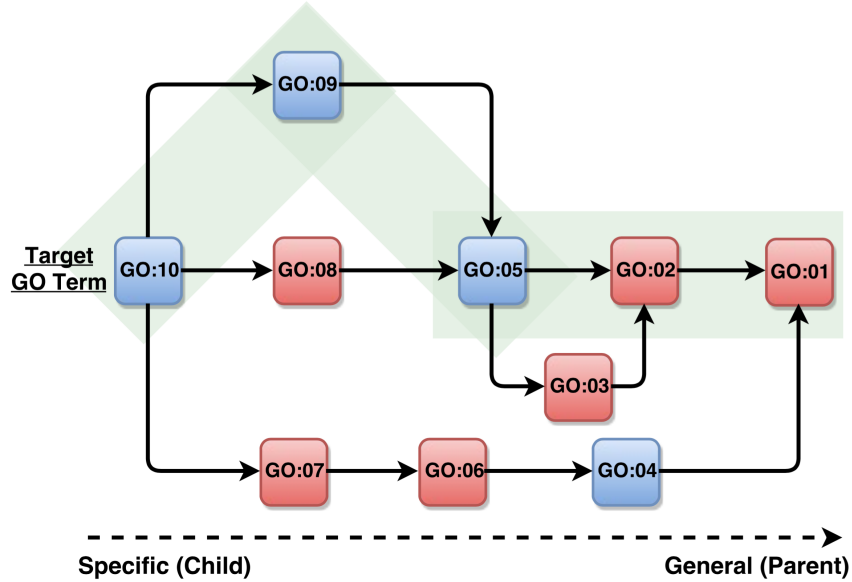 GO:09
Target
GO Term
GO:10
GO:08
GO:05
GO:02
GO:01
GO:03
GO:07
GO:06
GO:04
Specific (Child)
General (Parent)